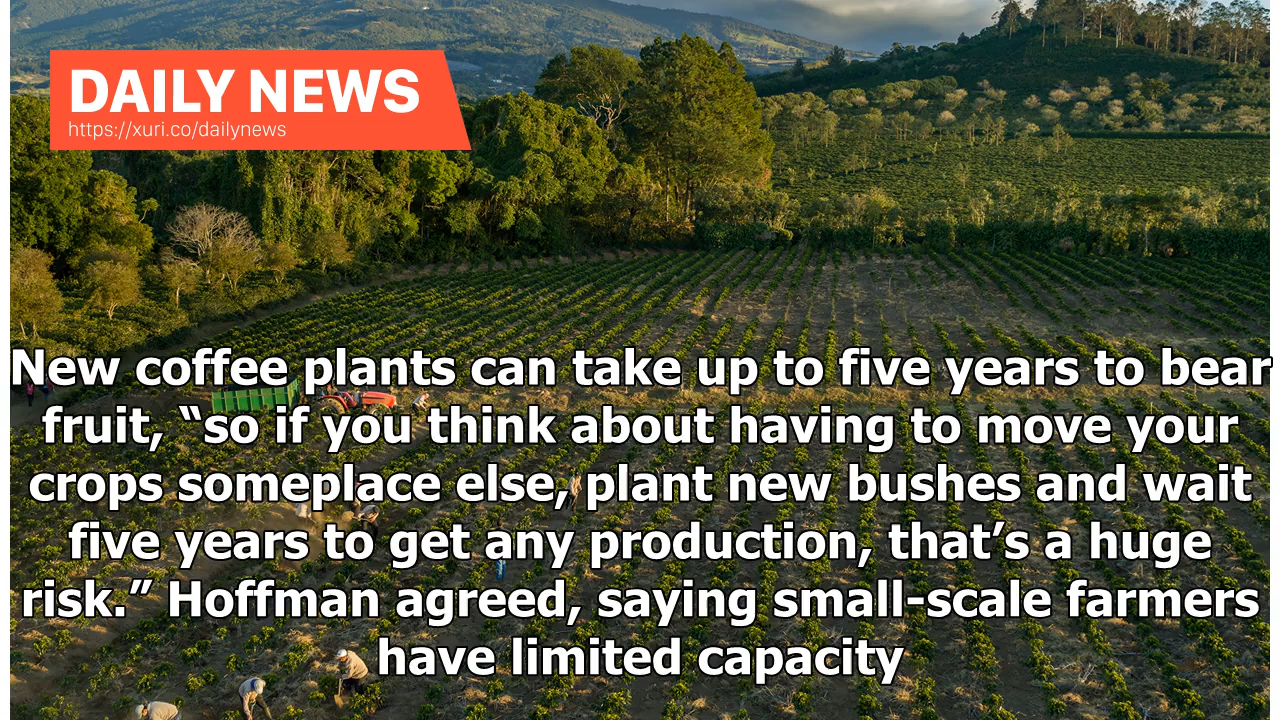 DAILY NEWS
https://xuri.co/dailynews
New coffee plants can take up to five years to bear
fruit, “so if you think about having to move your
crops someplace else, plant new bushes and wait
five years to get any production, that’s a huge
risk.” Hoffman agreed, saying small-scale farmers
have limited capacity